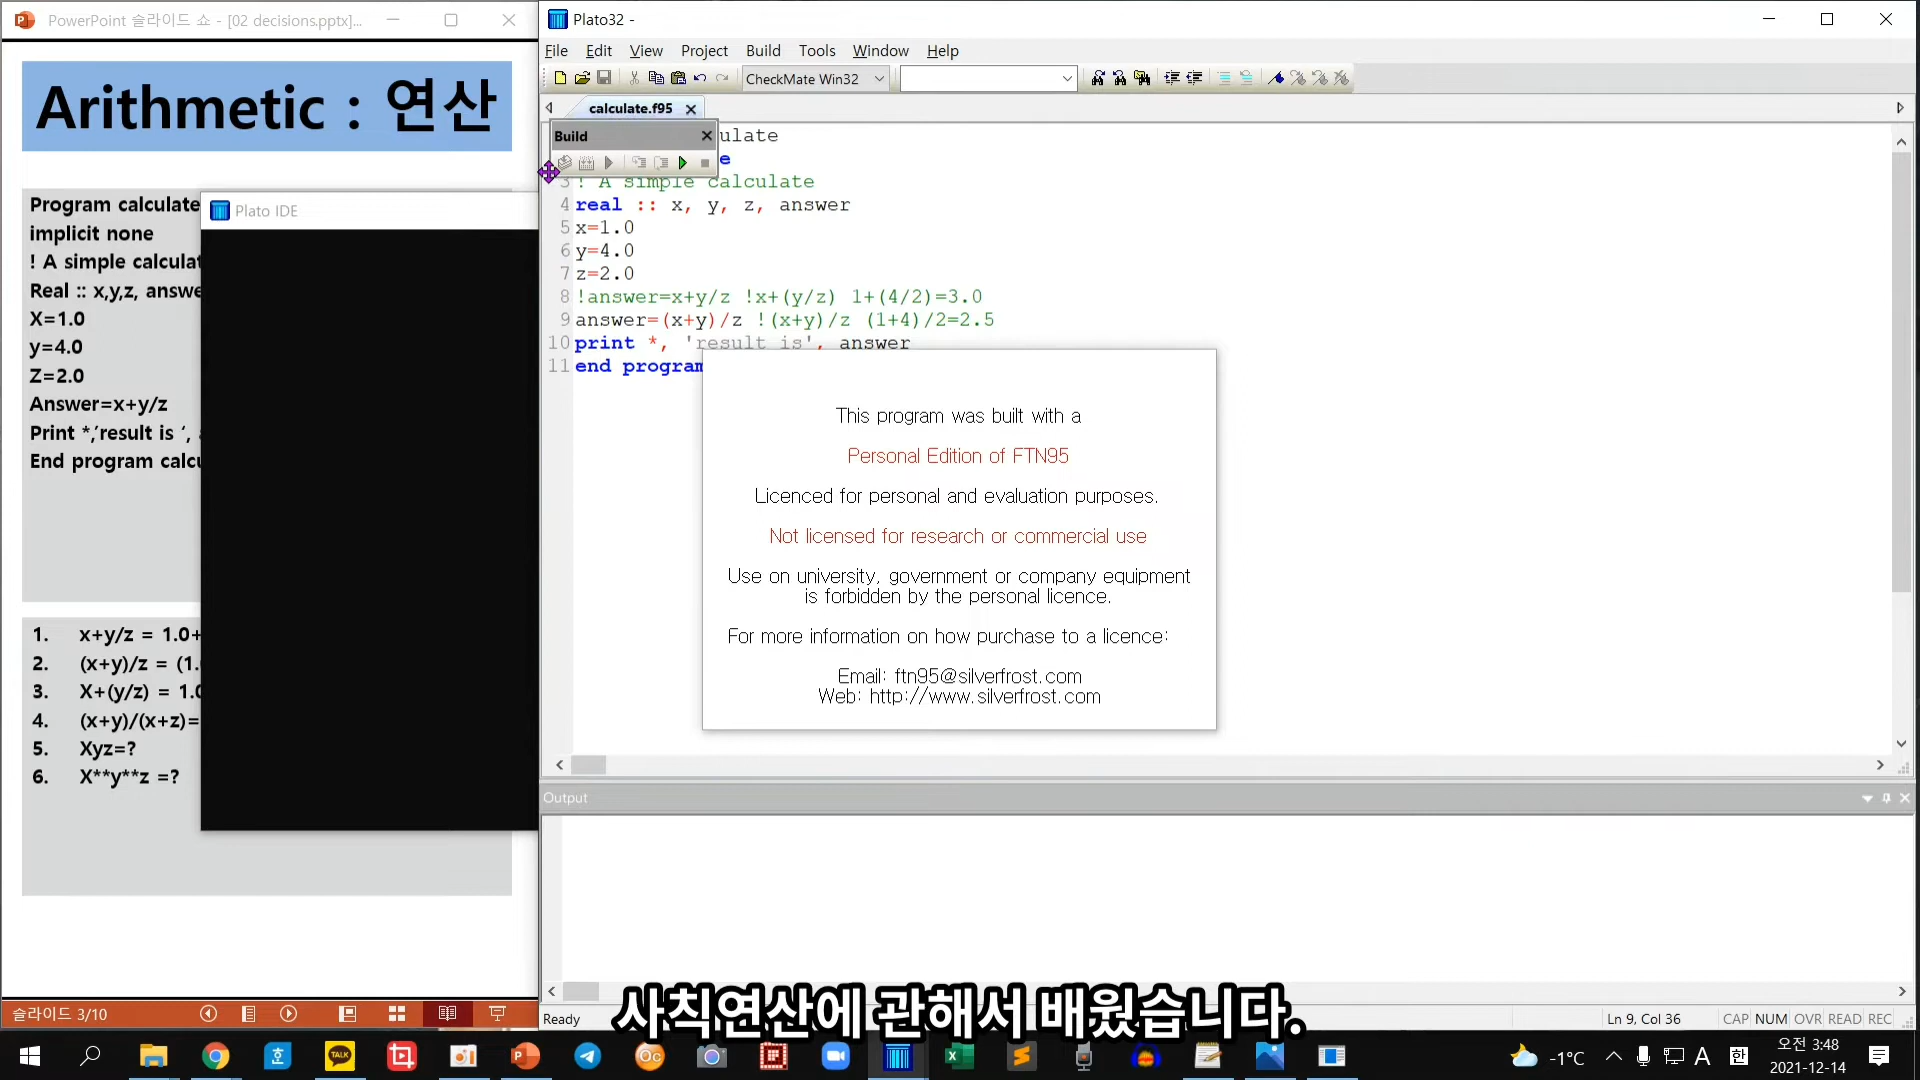 PowerPoint 슬라이드 쇼 - [02 decisions.pptx]...
Arithmetic : 연산
Program calculate
implicit none
! A simple calculat
Real :: x,y,z, answe
X=1.0
y=4.0
Z=2.0
Answer=x+y/z
Print *,'result is ‘,
End program calcu
1. x+y/z = 1.0+
2. (x+y)/z = (1.
3. X+(y/z) = 1.0
4. (x+y)/(x+z)=
5. Xyz=?
6. X**y**z =?
슬라이드 3/10
Plato IDE
Plato32 -
File Edit View Project Build Tools Window Help
CheckMate Win32
calculate.f95
Build
ulate
e
3 ! A simple calculate
4 real :: x, y, z, answer
5 x=1.0
6 y=4.0
7 z=2.0
8 !answer=x+y/z !x+(y/z) 1+(4/2)=3.0
9 answer=(x+y)/z !(x+y)/z (1+4)/2=2.5
10 print *, 'result is', answer
11 end program
This program was built with a
Personal Edition of FTN95
Licenced for personal and evaluation purposes.
Not licensed for research or commercial use
Use on university, government or company equipment
is forbidden by the personal licence.
For more information on how purchase to a licence:
Email: ftn95@silverfrost.com
Web: http://www.silverfrost.com
Output
사칙연산에 관해서 배웠습니다.
Ready
Ln 9, Col 36 CAP NUM OVR READ REC
TALK
-1°C
A
한
오전 3:48
2021-12-14